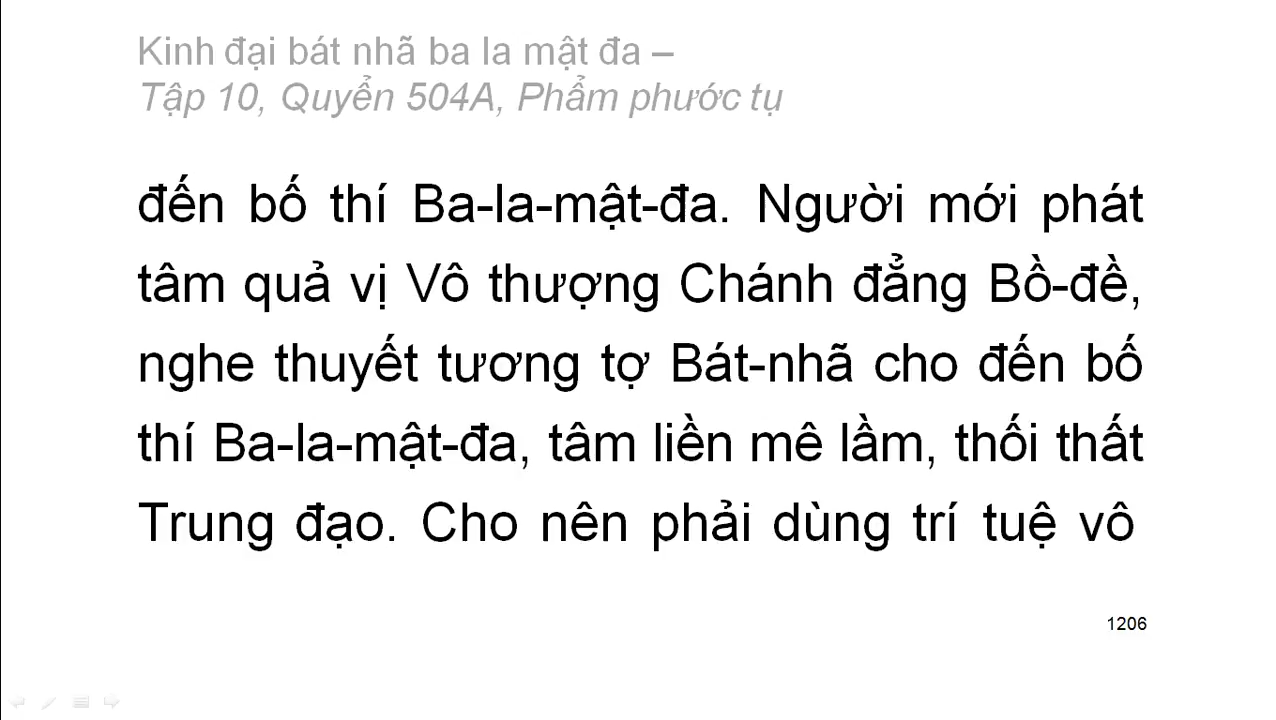 Kinh đại bát nhã ba la mật đa –
Tập 10, Quyển 504A, Phẩm phước tụ
đến bố thí Ba-la-mật-đa. Người mới phát
tâm quả vị Vô thượng Chánh đẳng Bồ-đề,
nghe thuyết tương tợ Bát-nhã cho đến bố
thí Ba-la-mật-đa, tâm liền mê lầm, thối thất
Trung đạo. Cho nên phải dùng trí tuệ vô
1206